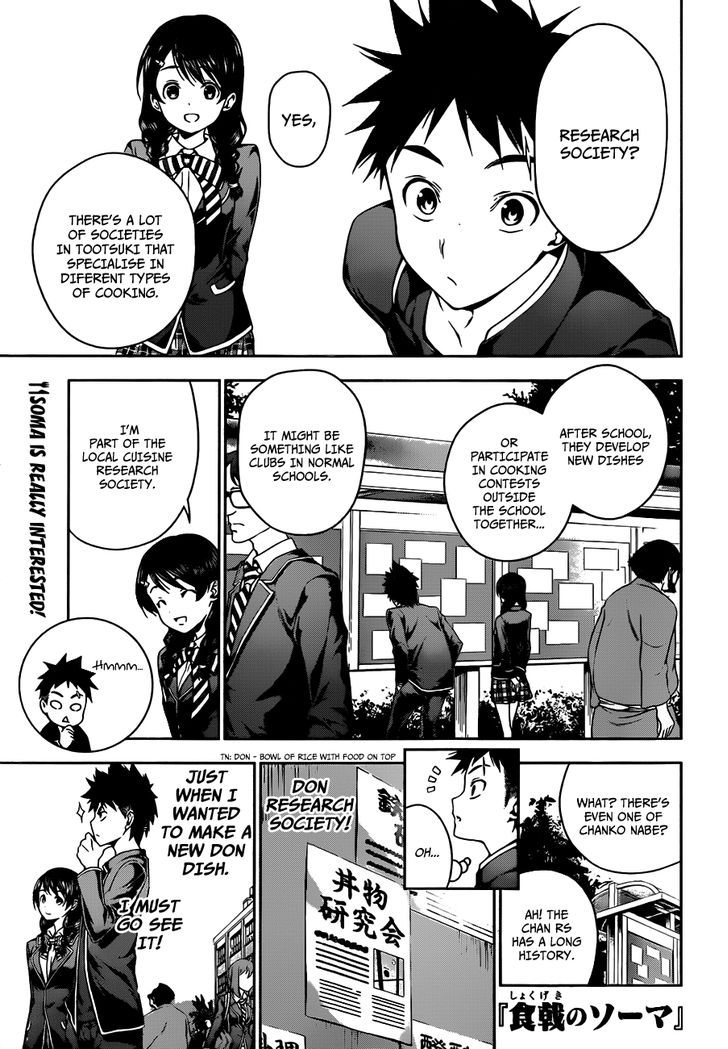 RESEARCH
SOCIETY?
YES,
THERE'S A LOT
OF SOCIETIES
IN TOOTSUKI THAT
SPECIALISE IN
DIFERENT TYPES
OF COOKING.
AFTER SCHOOL,
THEY DEVELOP
NEW DISHES
OR
PARTICIPATE
IN COOKING
CONTESTS
OUTSIDE
THE SCHOOL
TOGETHER...
IT MIGHT BE
SOMETHING LIKE
CLUBS IN NORMAL
SCHOOLS.
I'M
PART OF THE
LOCAL CUISINE
RESEARCH
SOCIETY.
HMMM...
SOMA IS REALLY INTERESTED!
TN: DON - BOWL OF RICE WITH FOOD ON TOP
WHAT? THERE'S
EVEN ONE OF
CHANKO NABE?
AH! THE
CHAN RS
HAS A LONG
HISTORY.
OH...
DON
RESEARCH
SOCIETY!
丼物
研究会
JUST
WHEN I
WANTED
TO MAKE
A NEW DON
DISH.
I MUST
GO SEE
IT!
しょくげき
『食戟のソーマ』